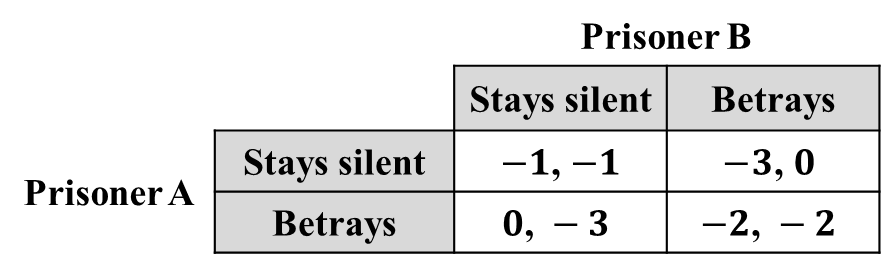 Prisoner B
Stays silent Betrays
Stays silent −1, −1 −3, 0
Prisoner A
Betrays 0, − 3 −2, − 2